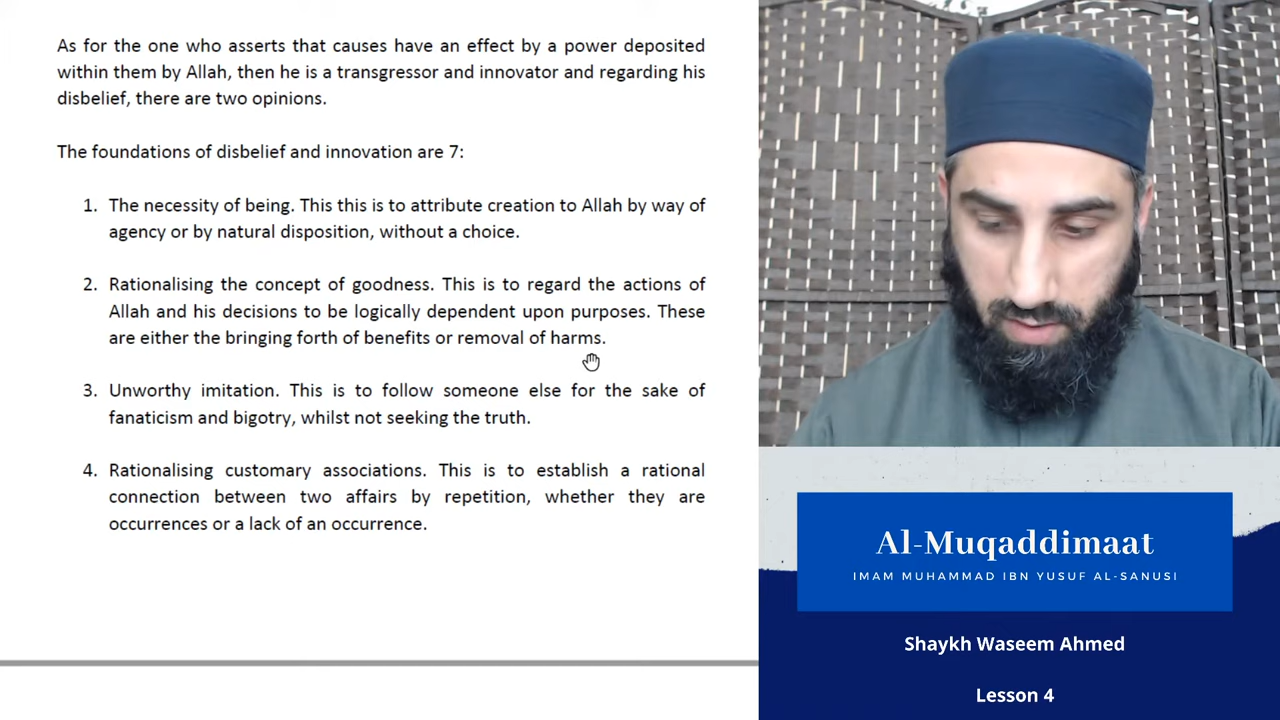 As for the one who asserts that causes have an effect by a power deposited
within them by Allah, then he is a transgressor and innovator and regarding his
disbelief, there are two opinions.
The foundations of disbelief and innovation are 7:
1. The necessity of being. This this is to attribute creation to Allah by way of
agency or by natural disposition, without a choice.
2. Rationalising the concept of goodness. This is to regard the actions of
Allah and his decisions to be logically dependent upon purposes. These
are either the bringing forth of benefits or removal of harms.
3. Unworthy imitation. This is to follow someone else for the sake of
fanaticism and bigotry, whilst not seeking the truth.
4. Rationalising customary associations. This is to establish a rational
connection between two affairs by repetition, whether they are
occurrences or a lack of an occurrence.
Al-Muqaddimaat
IMAM MUHAMMAD IBN YUSUF AL-SANUSI
Shaykh Waseem Ahmed
Lesson 4